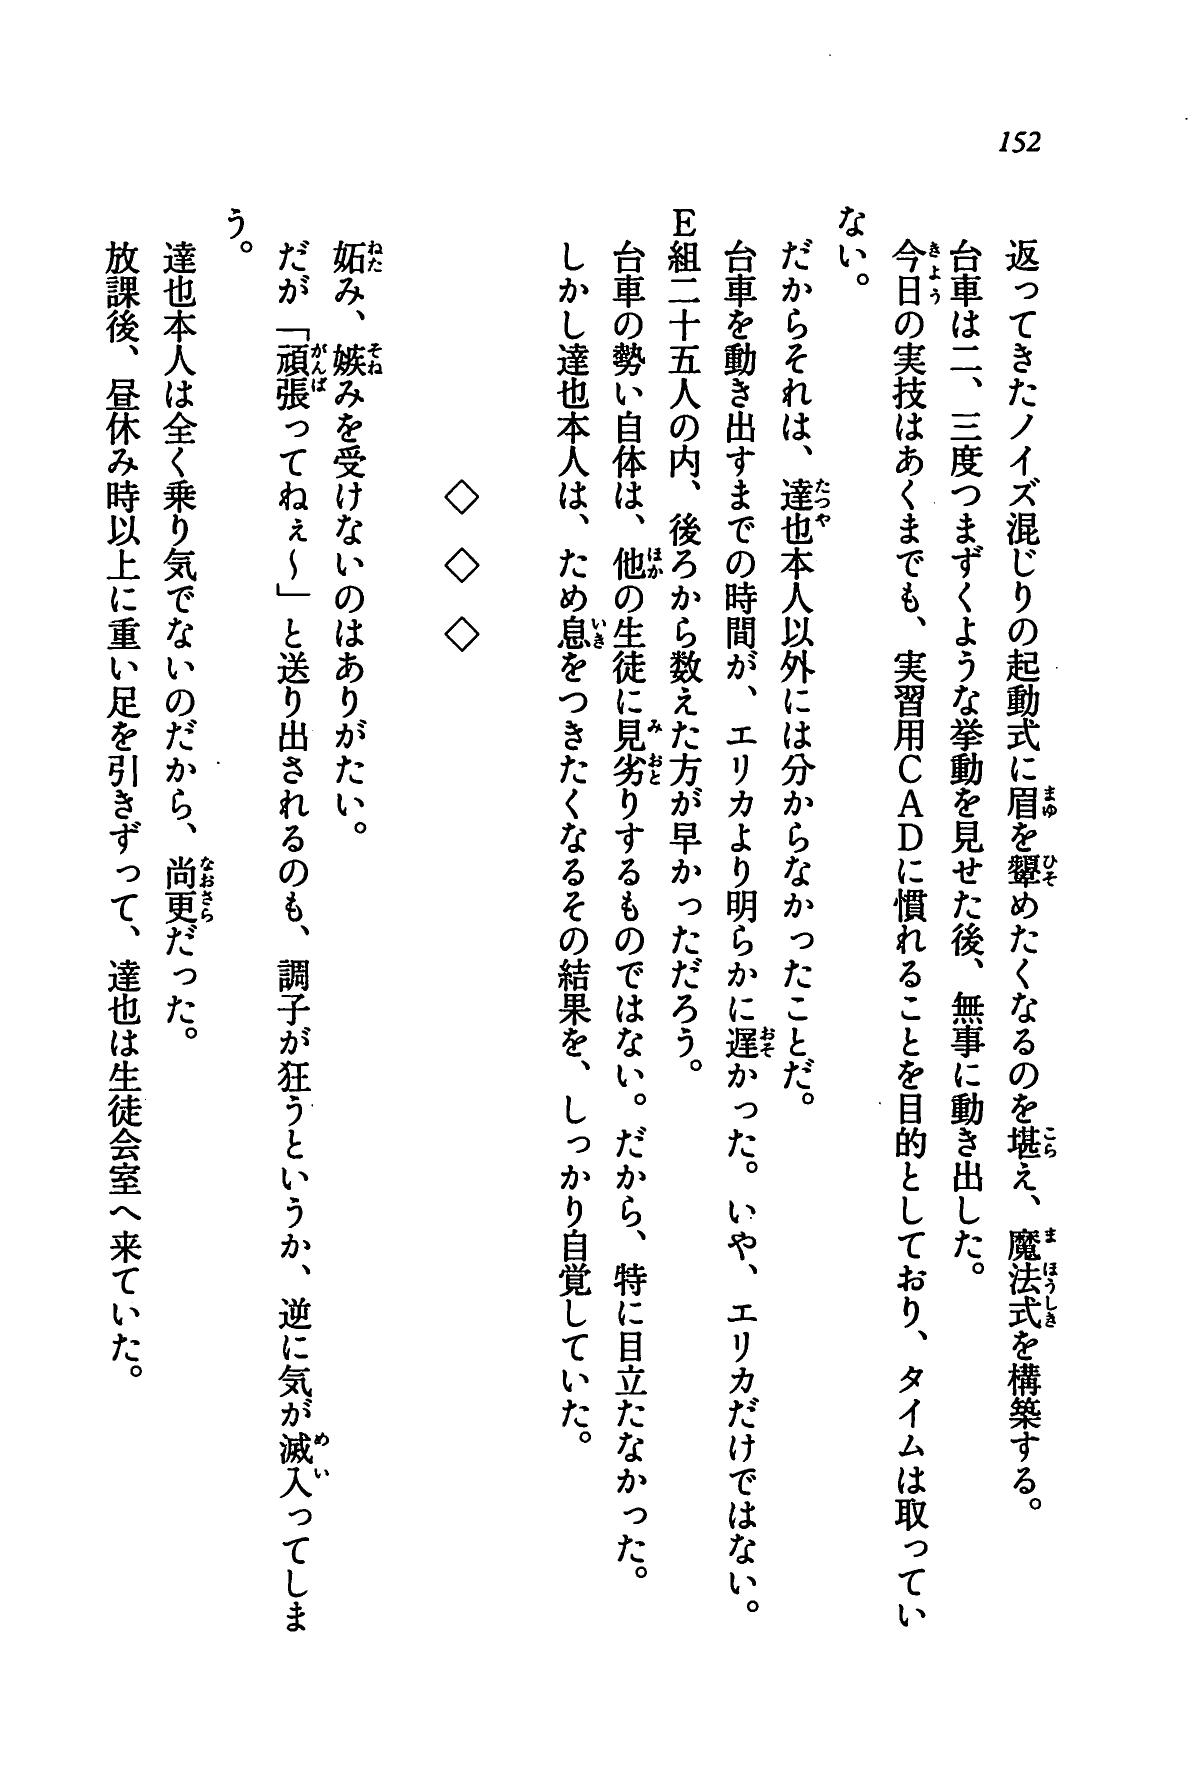 152
返ってきたノイズ混じりの起動式に眉を顰めたくなるのを堪え、魔法式を構築する。
台車は二、三度つまずくような挙動を見せた後、無事に動き出した。
今日の実技はあくまでも、実習用CADに慣れることを目的としており、タイムは取ってい
ない。
だからそれは、達也本人以外には分からなかったことだ。
台車を動き出すまでの時間が、エリカより明らかに遅かった。いや、エリカだけではない。
E組二十五人の内、後ろから数えた方が早かっただろう。
台車の勢い自体は、他の生徒に見劣りするものではない。だから、特に目立たなかった。
しかし達也本人は、ため息をつきたくなるその結果を、しっかり自覚していた。
◇ ◇ ◇
妬み、嫉みを受けないのはありがたい。
だが「頑張ってねぇ～」と送り出されるのも、調子が狂うというか、逆に気が滅入ってしま
う。
達也本人は全く乗り気でないのだから、尚更だった。
放課後、昼休み時以上に重い足を引きずって、達也は生徒会室へ来ていた。